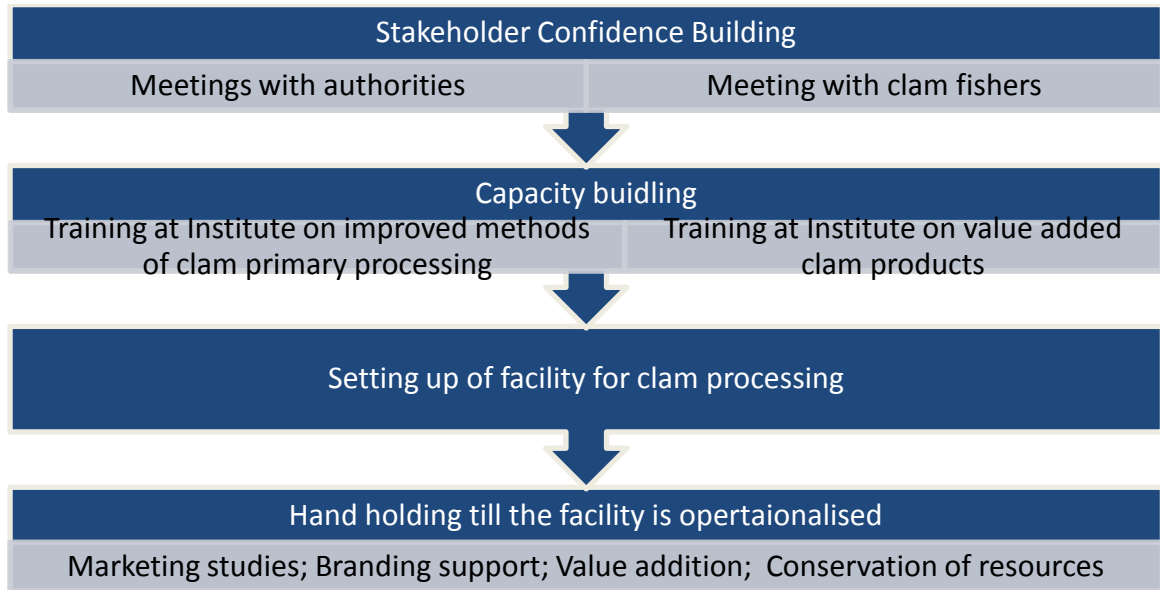 Stakeholder Confidence Building
Meetings with authorities
Meeting with clam fishers
Capacity buidling
Training at Institute on improved methods
of clam primary processing
Training at Institute on value added
clam products
Setting up of facility for clam processing
Hand holding till the facility is opertaionalised
Marketing studies; Branding support; Value addition; Conservation of resources